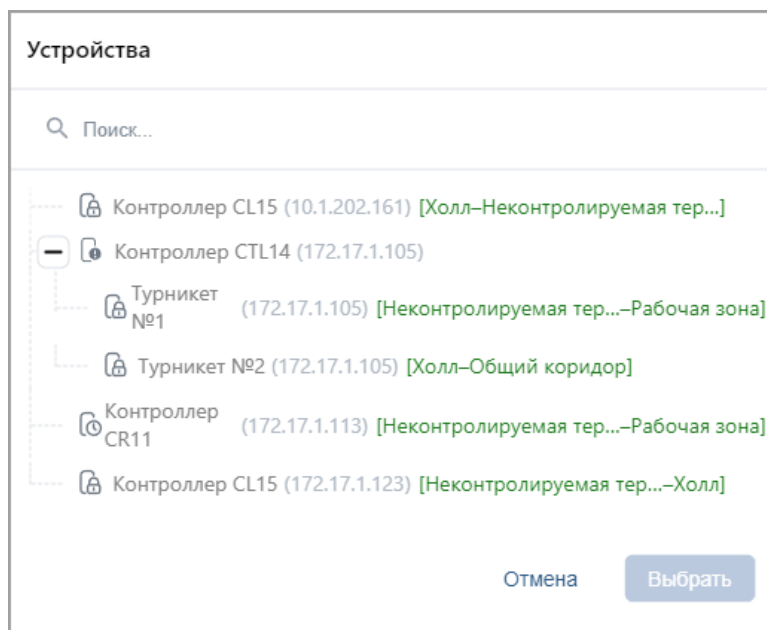 Устройства
Поиск...
Контроллер CL15 (10.1.202.161) [Холл–Неконтролируемая тер...]
Контроллер CTL14 (172.17.1.105)
Турникет №1 (172.17.1.105) [Неконтролируемая тер...–Рабочая зона]
Турникет №2 (172.17.1.105) [Холл–Общий коридор]
Контроллер CR11 (172.17.1.113) [Неконтролируемая тер...–Рабочая зона]
Контроллер CL15 (172.17.1.123) [Неконтролируемая тер...–Холл]
Отмена Выбрать